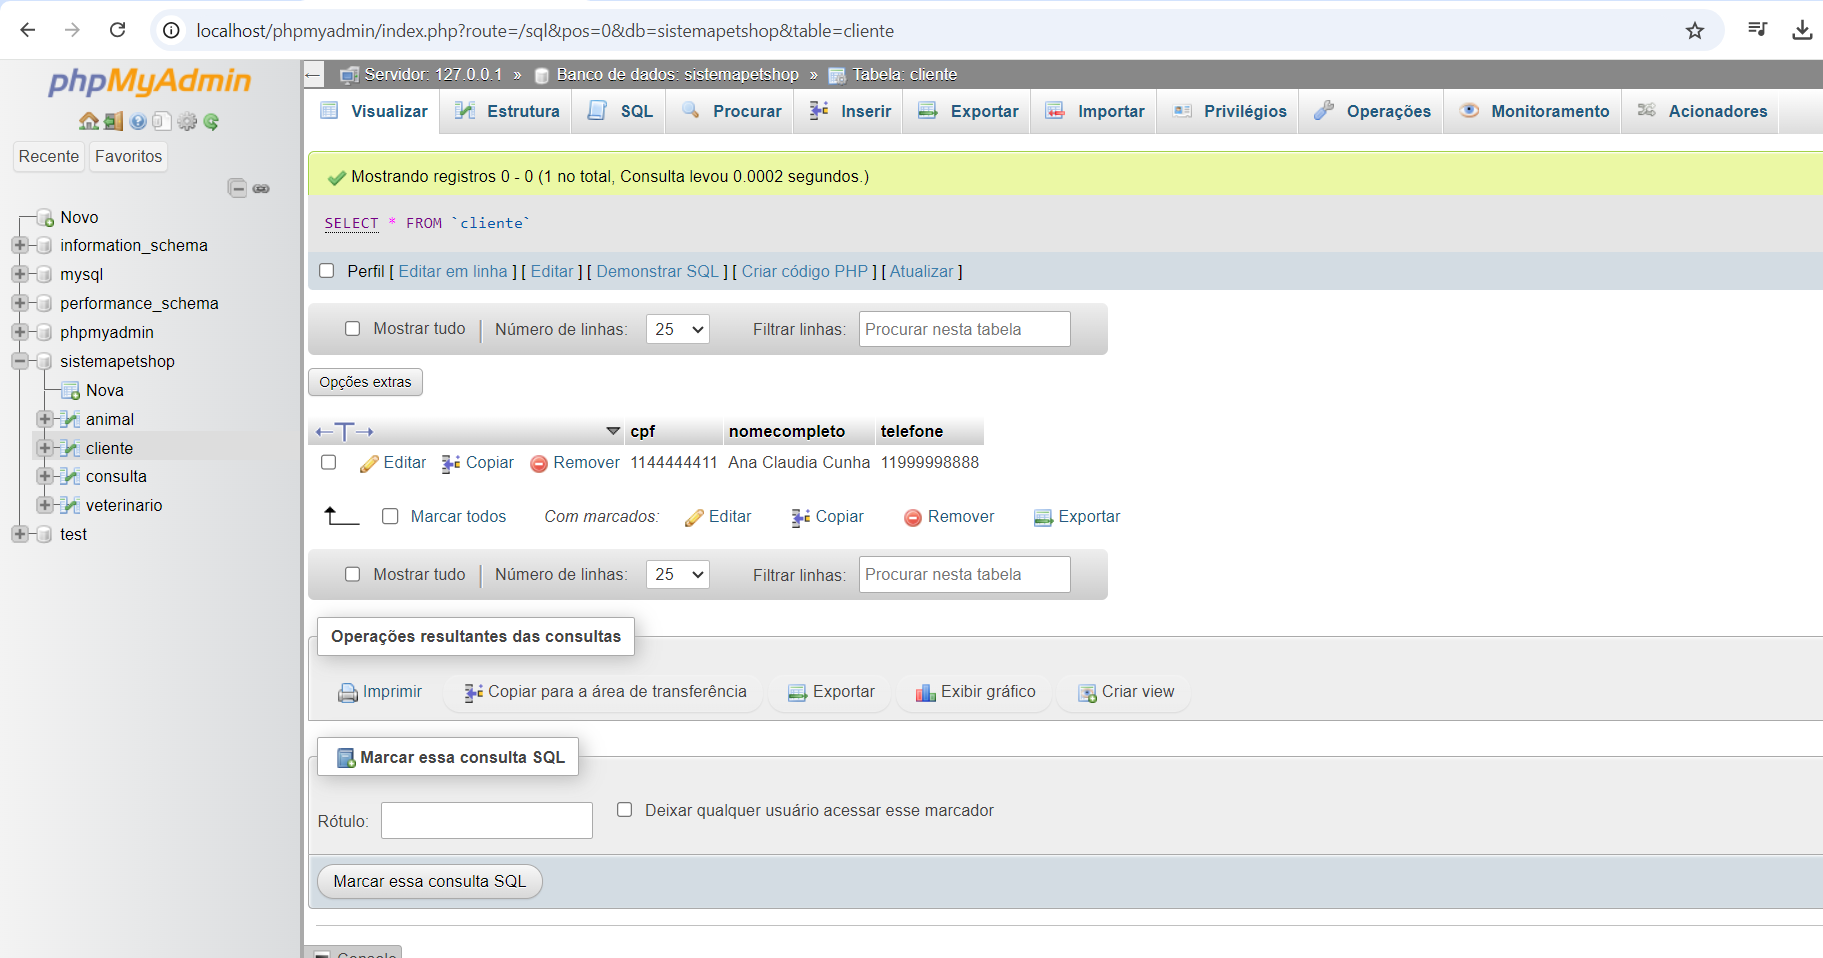 localhost/phpmyadmin/index.php?route=/sql&pos=0&db=sistemapetshop&table=cliente
phpMyAdmin
Recente Favoritos
Novo
information_schema
mysql
performance_schema
phpmyadmin
sistemapetshop
Nova
animal
cliente
consulta
veterinario
test
Servidor: 127.0.0.1 » Banco de dados: sistemapetshop » Tabela: cliente
Visualizar Estrutura SQL Procurar Inserir Exportar Importar Privilégios Operações Monitoramento Acionadores
Mostrando registros 0 - 0 (1 no total, Consulta levou 0.0002 segundos.)
SELECT * FROM `cliente`
Perfil [ Editar em linha ] [ Editar ] [ Demonstrar SQL ] [ Criar código PHP ] [ Atualizar ]
Mostrar tudo Número de linhas: 25 Filtrar linhas: Procurar nesta tabela
Opções extras
←T→ cpf nomecompleto telefone
Editar Copiar Remover 1144444411 Ana Claudia Cunha 11999998888
Marcar todos Com marcados: Editar Copiar Remover Exportar
Mostrar tudo Número de linhas: 25 Filtrar linhas: Procurar nesta tabela
Operações resultantes das consultas
Imprimir Copiar para a área de transferência Exportar Exibir gráfico Criar view
Marcar essa consulta SQL
Rótulo: Deixar qualquer usuário acessar esse marcador
Marcar essa consulta SQL
Console